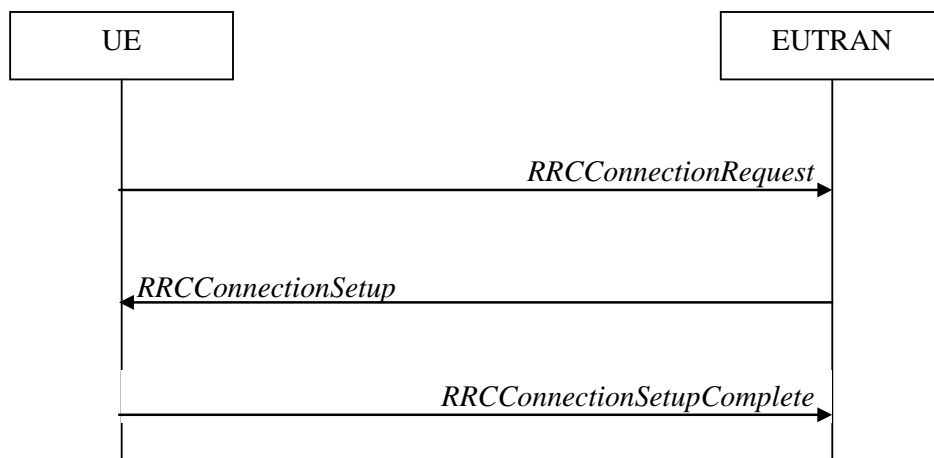 UE
EUTRAN
RRCConnectionRequest
RRCConnectionSetup
RRCConnectionSetupComplete